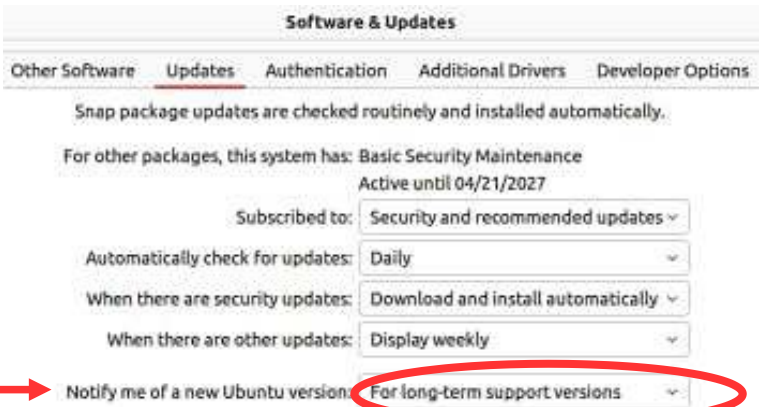 Software & Updates
Other Software Updates Authentication Additional Drivers Developer Options
Snap package updates are checked routinely and installed automatically.
For other packages, this system has: Basic Security Maintenance
Active until 04/21/2027
Subscribed to: Security and recommended updates
Automatically check for updates: Daily
When there are security updates: Download and install automatically
When there are other updates: Display weekly
Notify me of a new Ubuntu version: For long-term support versions